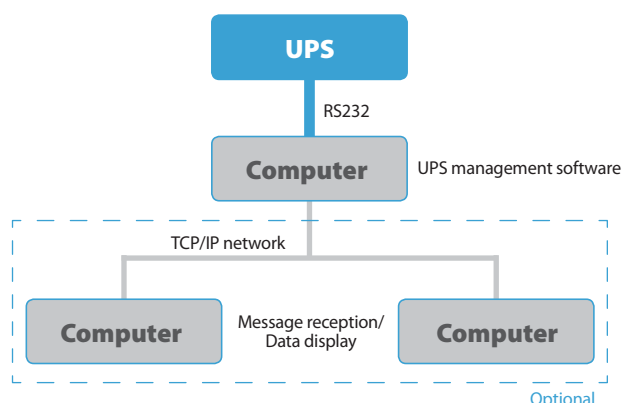 UPS
RS232
Computer
UPS management software
TCP/IP network
Computer
Message reception/
Data display
Computer
Optional